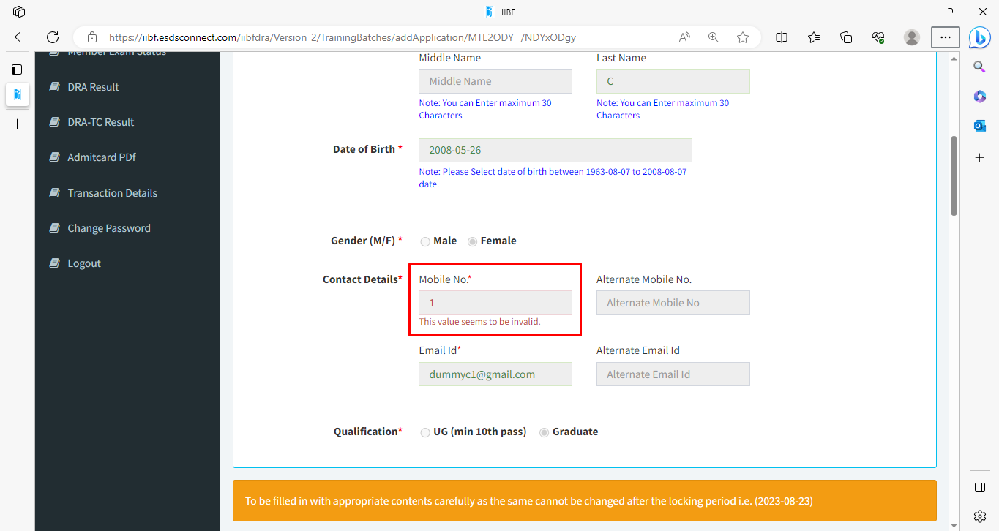 IIBF
https://iibf.esdsconnect.com/iibfdra/Version_2/TrainingBatches/addApplication/MTE2ODY=/NDYxODgy
Member Exam Status
DRA Result
DRA-TC Result
Admitcard PDf
Transaction Details
Change Password
Logout
Middle Name
Last Name
Middle Name
C
Note: You can Enter maximum 30
Characters
Note: You can Enter maximum 30
Characters
Date of Birth *
2008-05-26
Note: Please Select date of birth between 1963-08-07 to 2008-08-07
date.
Gender (M/F) *
Male
Female
Contact Details*
Mobile No.*
Alternate Mobile No.
1
Alternate Mobile No
This value seems to be invalid.
Email Id*
Alternate Email Id
dummyc1@gmail.com
Alternate Email Id
Qualification*
UG (min 10th pass)
Graduate
To be filled in with appropriate contents carefully as the same cannot be changed after the locking period i.e. (2023-08-23)